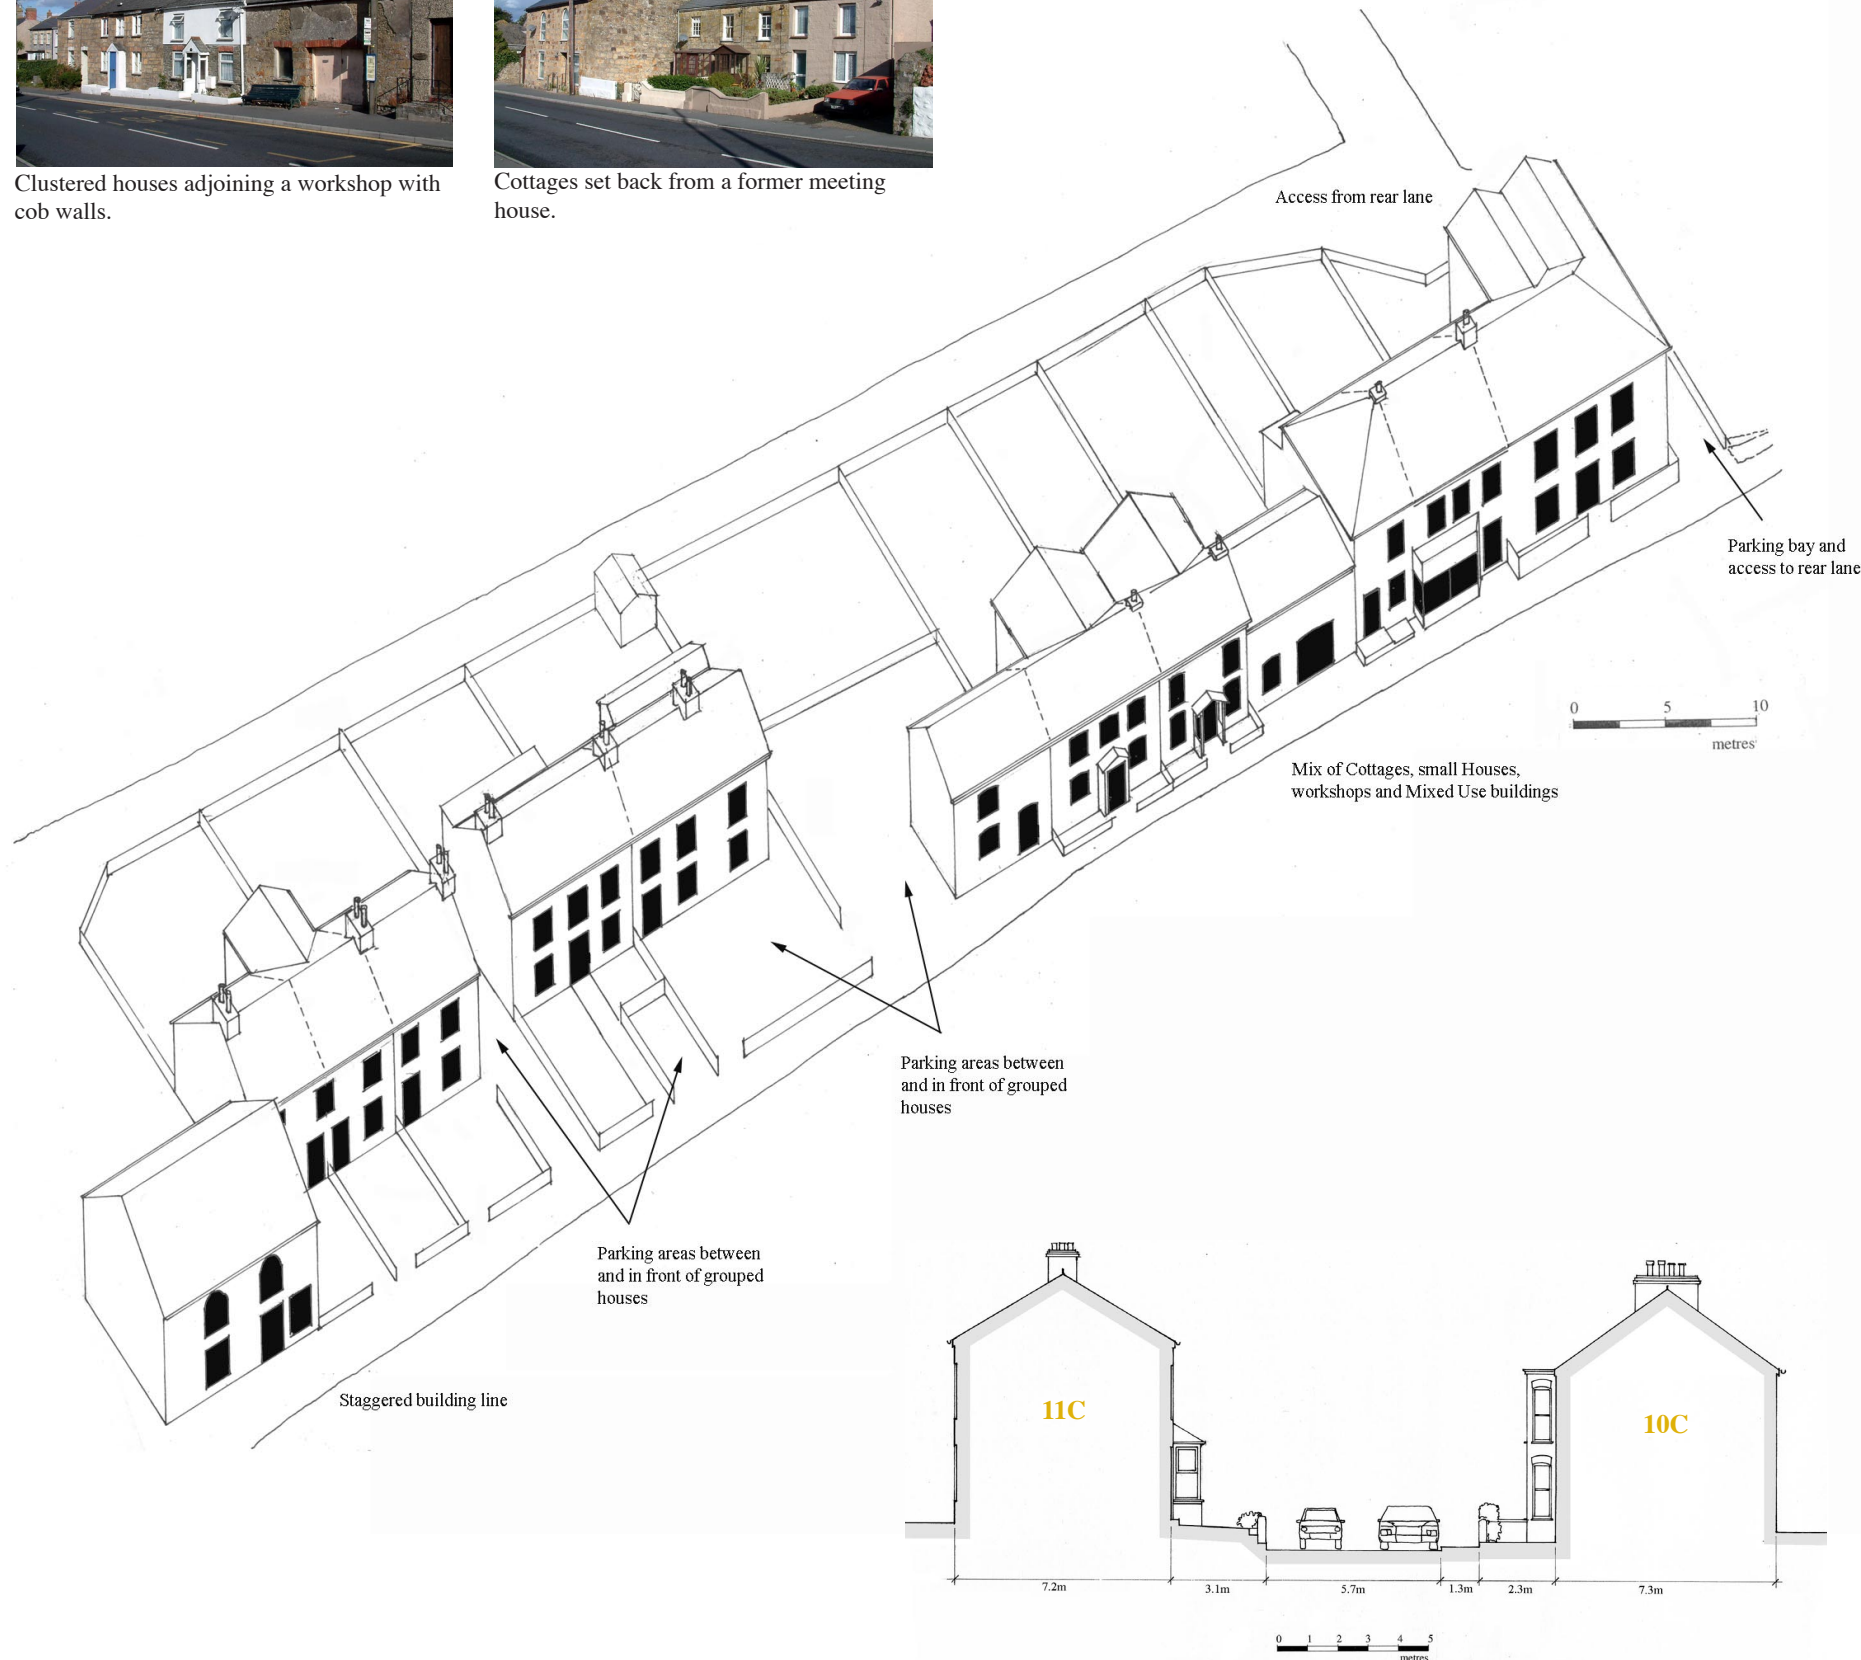 Clustered houses adjoining a workshop with
cob walls.
Cottages set back from a former meeting
house.
Access from rear lane
Parking bay and
access to rear lane
0 5 10
metres
Mix of Cottages, small Houses,
workshops and Mixed Use buildings
Parking areas between
and in front of grouped
houses
Parking areas between
and in front of grouped
houses
Staggered building line
11C
10C
7.2m 3.1m 5.7m 1.3m 2.3m 7.3m
0 1 2 3 4 5
metres